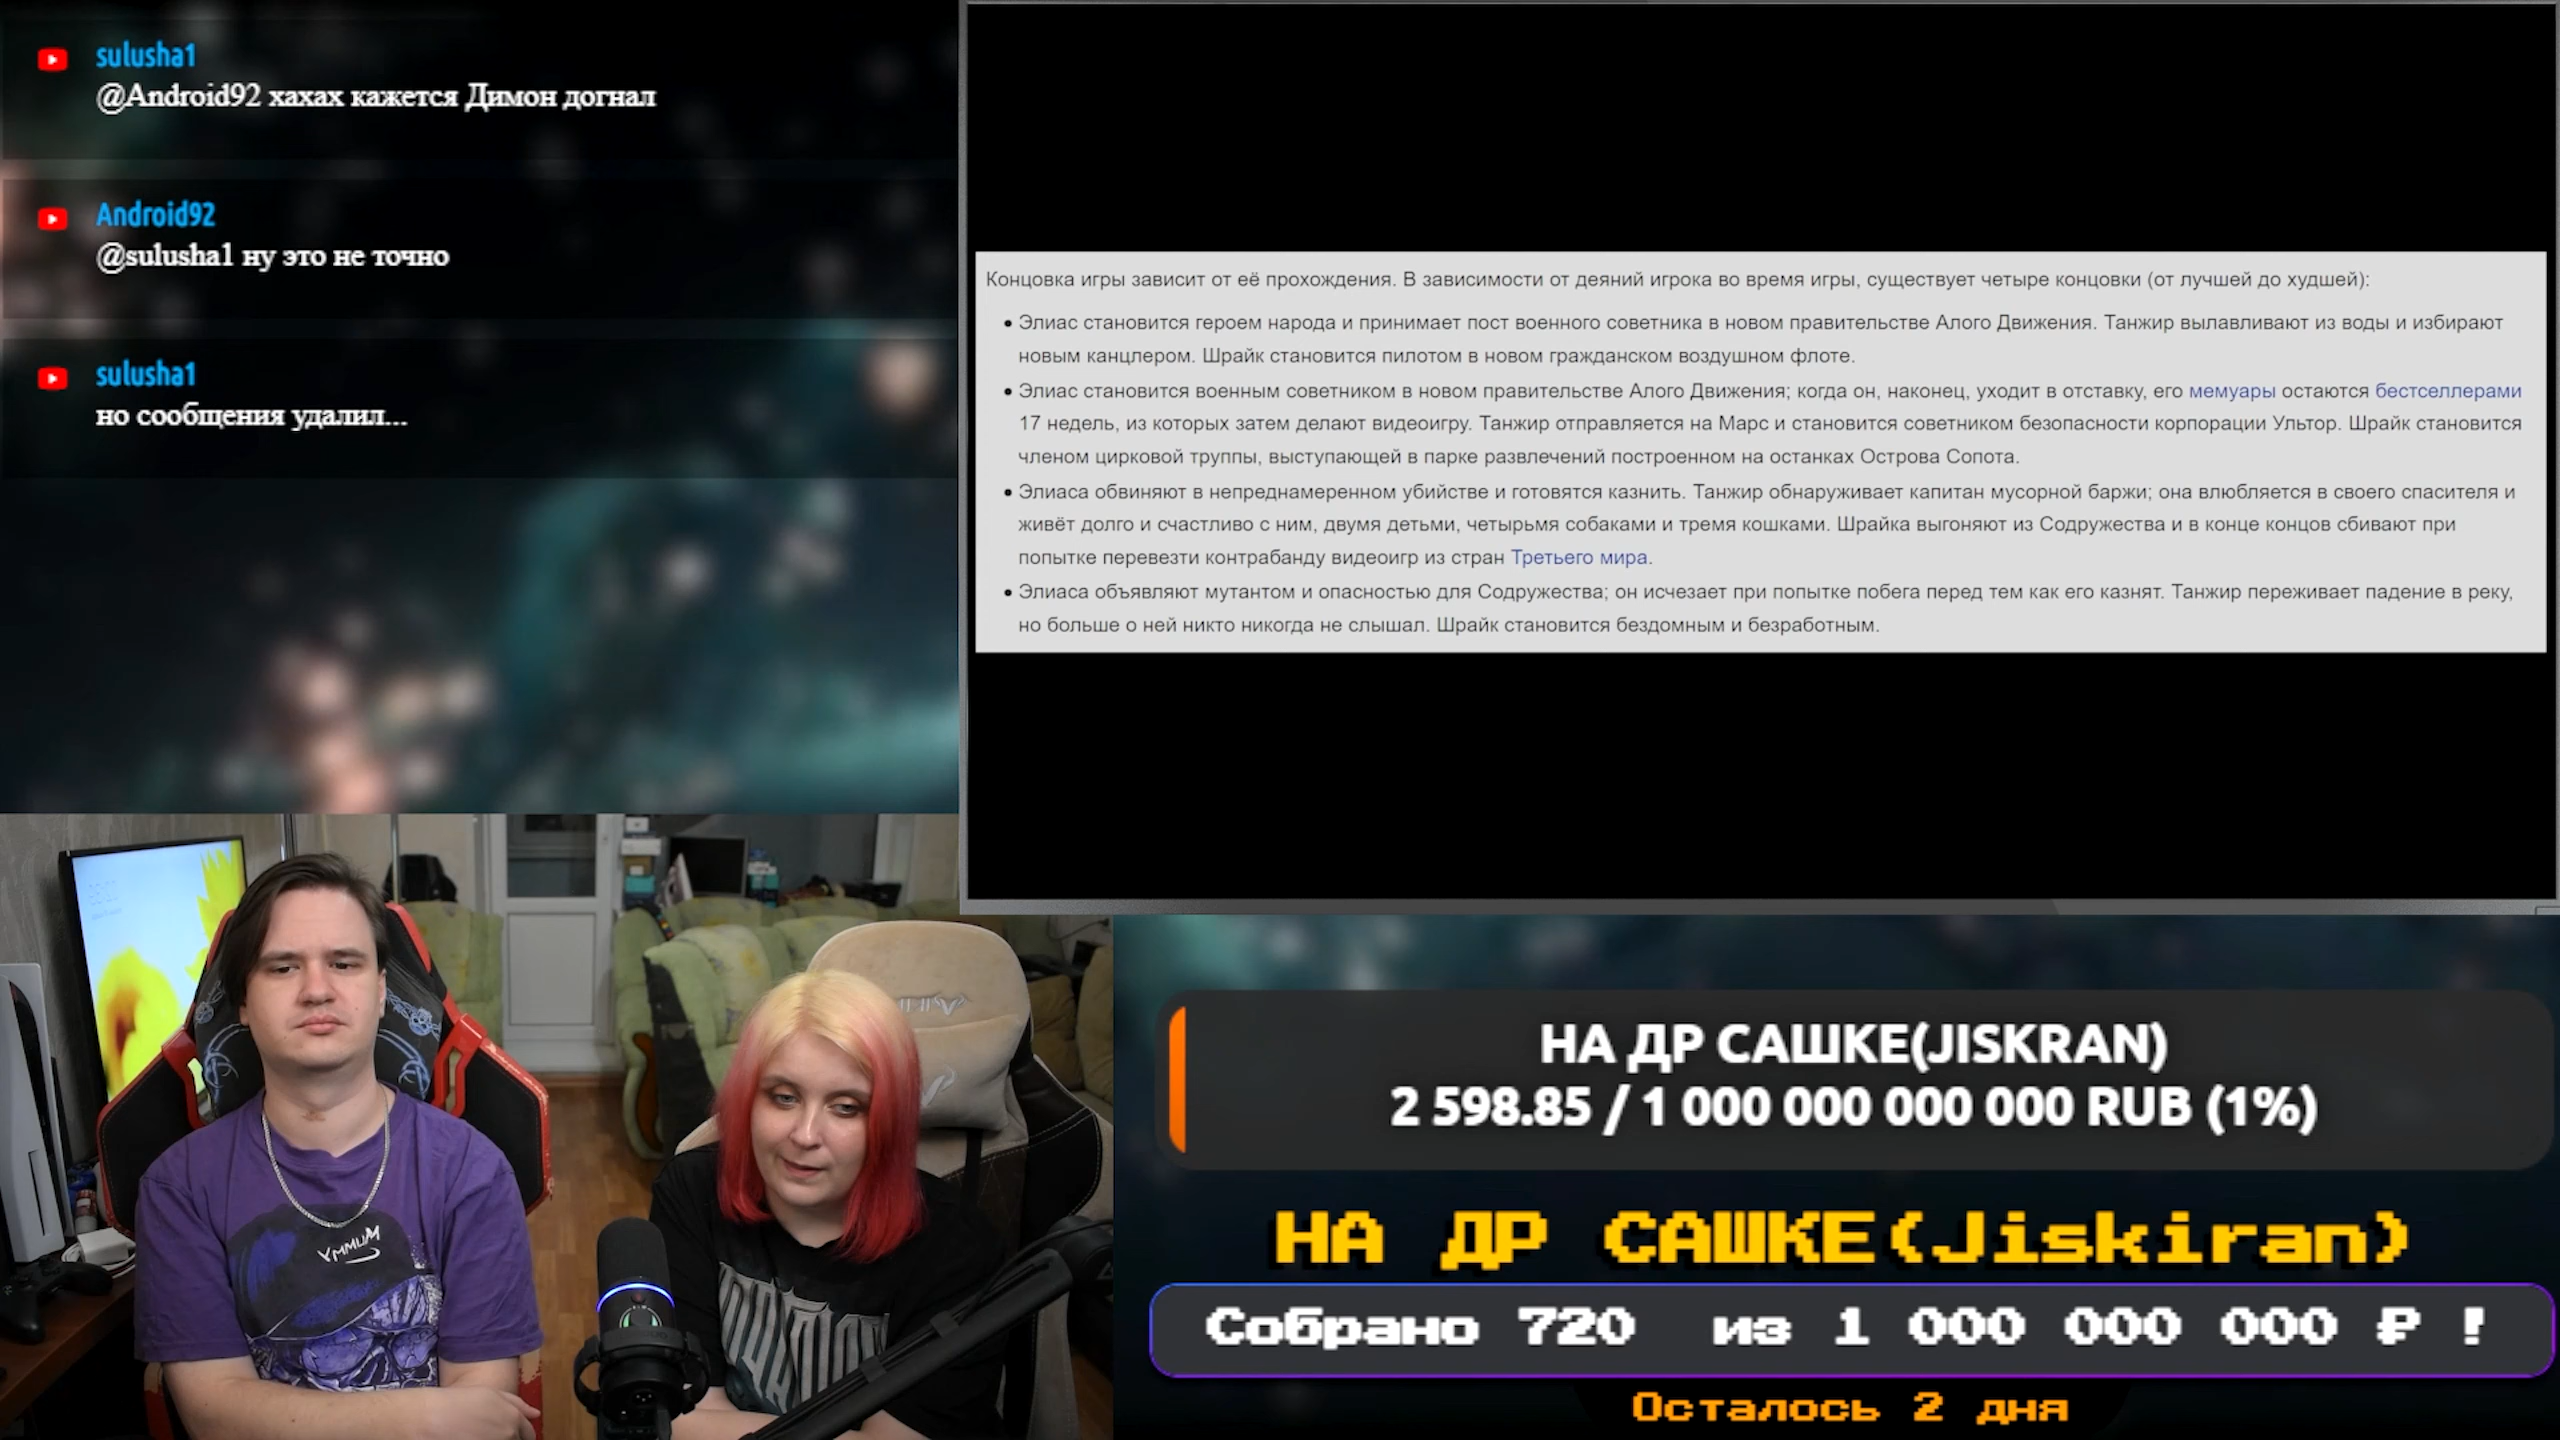 sulusha1
@Android92 хахах кажется Димон догнал
Android92
@sulusha1 ну это не точно
sulusha1
но сообщения удалил...
Концовка игры зависит от её прохождения. В зависимости от деяний игрока во время игры, существует четыре концовки (от лучшей до худшей):
• Элиас становится героем народа и принимает пост военного советника в новом правительстве Алого Движения. Танжир вылавливают из воды и избирают
новым канцлером. Шрайк становится пилотом в новом гражданском воздушном флоте.
• Элиас становится военным советником в новом правительстве Алого Движения; когда он, наконец, уходит в отставку, его мемуары остаются бестселлерами
17 недель, из которых затем делают видеоигру. Танжир отправляется на Марс и становится советником безопасности корпорации Ультор. Шрайк становится
членом цирковой труппы, выступающей в парке развлечений построенном на останках Острова Сопота.
• Элиаса обвиняют в непреднамеренном убийстве и готовятся казнить. Танжир обнаруживает капитан мусорной баржи; она влюбляется в своего спасителя и
живёт долго и счастливо с ним, двумя детьми, четырьмя собаками и тремя кошками. Шрайка выгоняют из Содружества и в конце концов сбивают при
попытке перевезти контрабанду видеоигр из стран Третьего мира.
• Элиаса объявляют мутантом и опасностью для Содружества; он исчезает при попытке побега перед тем как его казнят. Танжир переживает падение в реку,
но больше о ней никто никогда не слышал. Шрайк становится бездомным и безработным.
НА ДР САШКЕ(JISKRAN)
2 598.85 / 1 000 000 000 000 RUB (1%)
НА ДР САШКЕ(Jiskiran)
Собрано 720 из 1 000 000 000 ₽ !
Осталось 2 дня